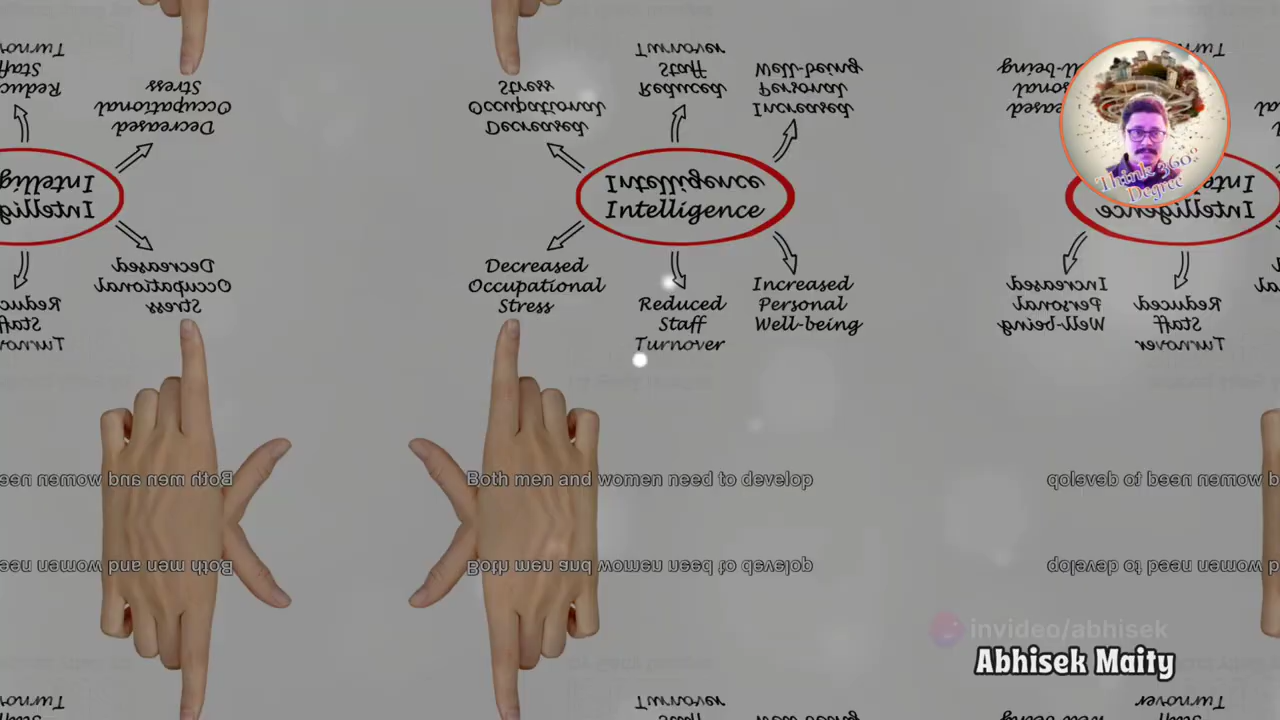 Intelligence
Decreased
Occupational
Stress
Reduced
Staff
Turnover
Increased
Personal
Well-being
Both men and women need to develop
Think 360°
Degree
invideo/abhisek
Abhisek Maity